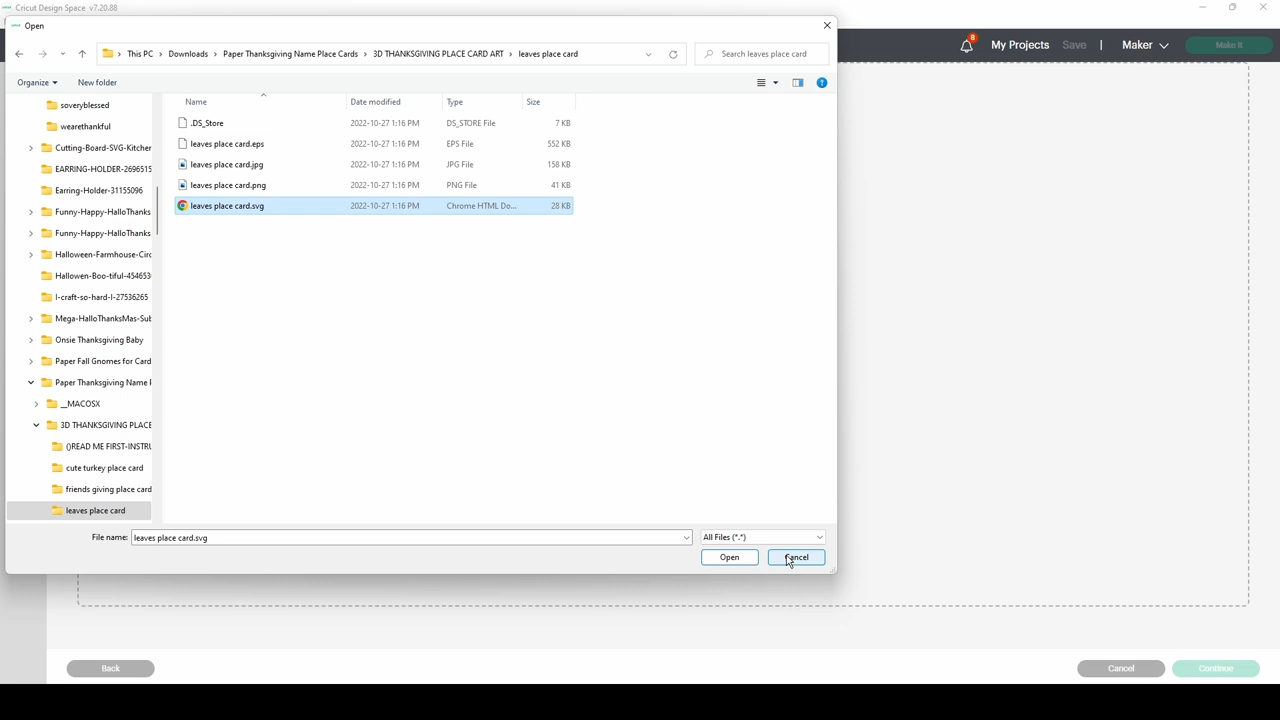 Cricut Design Space v7.20.88
Open
This PC > Downloads > Paper Thanksgiving Name Place Cards > 3D THANKSGIVING PLACE CARD ART > leaves place card
Search leaves place card
8
My Projects
Save
|
Maker
Make It
Organize
New folder
Name
Date modified
Type
Size
.DS_Store 2022-10-27 1:16 PM DS_STORE File 7 KB
leaves place card.eps 2022-10-27 1:16 PM EPS File 552 KB
leaves place card.jpg 2022-10-27 1:16 PM JPG File 158 KB
leaves place card.png 2022-10-27 1:16 PM PNG File 41 KB
leaves place card.svg 2022-10-27 1:16 PM Chrome HTML Do... 28 KB
soveryblessed
wearethankful
Cutting-Board-SVG-Kitchen
EARRING-HOLDER-2696515
Earring-Holder-31155096
Funny-Happy-HalloThanks
Funny-Happy-HalloThanks
Halloween-Farmhouse-Circ
Hallowen-Boo-tiful-454653
I-craft-so-hard-I-27536265
Mega-HalloThanksMas-Sub
Onsie Thanksgiving Baby
Paper Fall Gnomes for Card
Paper Thanksgiving Name P
__MACOSX
3D THANKSGIVING PLACE
()READ ME FIRST-INSTRU
cute turkey place card
friends giving place card
leaves place card
File name: leaves place card.svg
All Files (*.*)
Open
Cancel
Back
Cancel
Continue